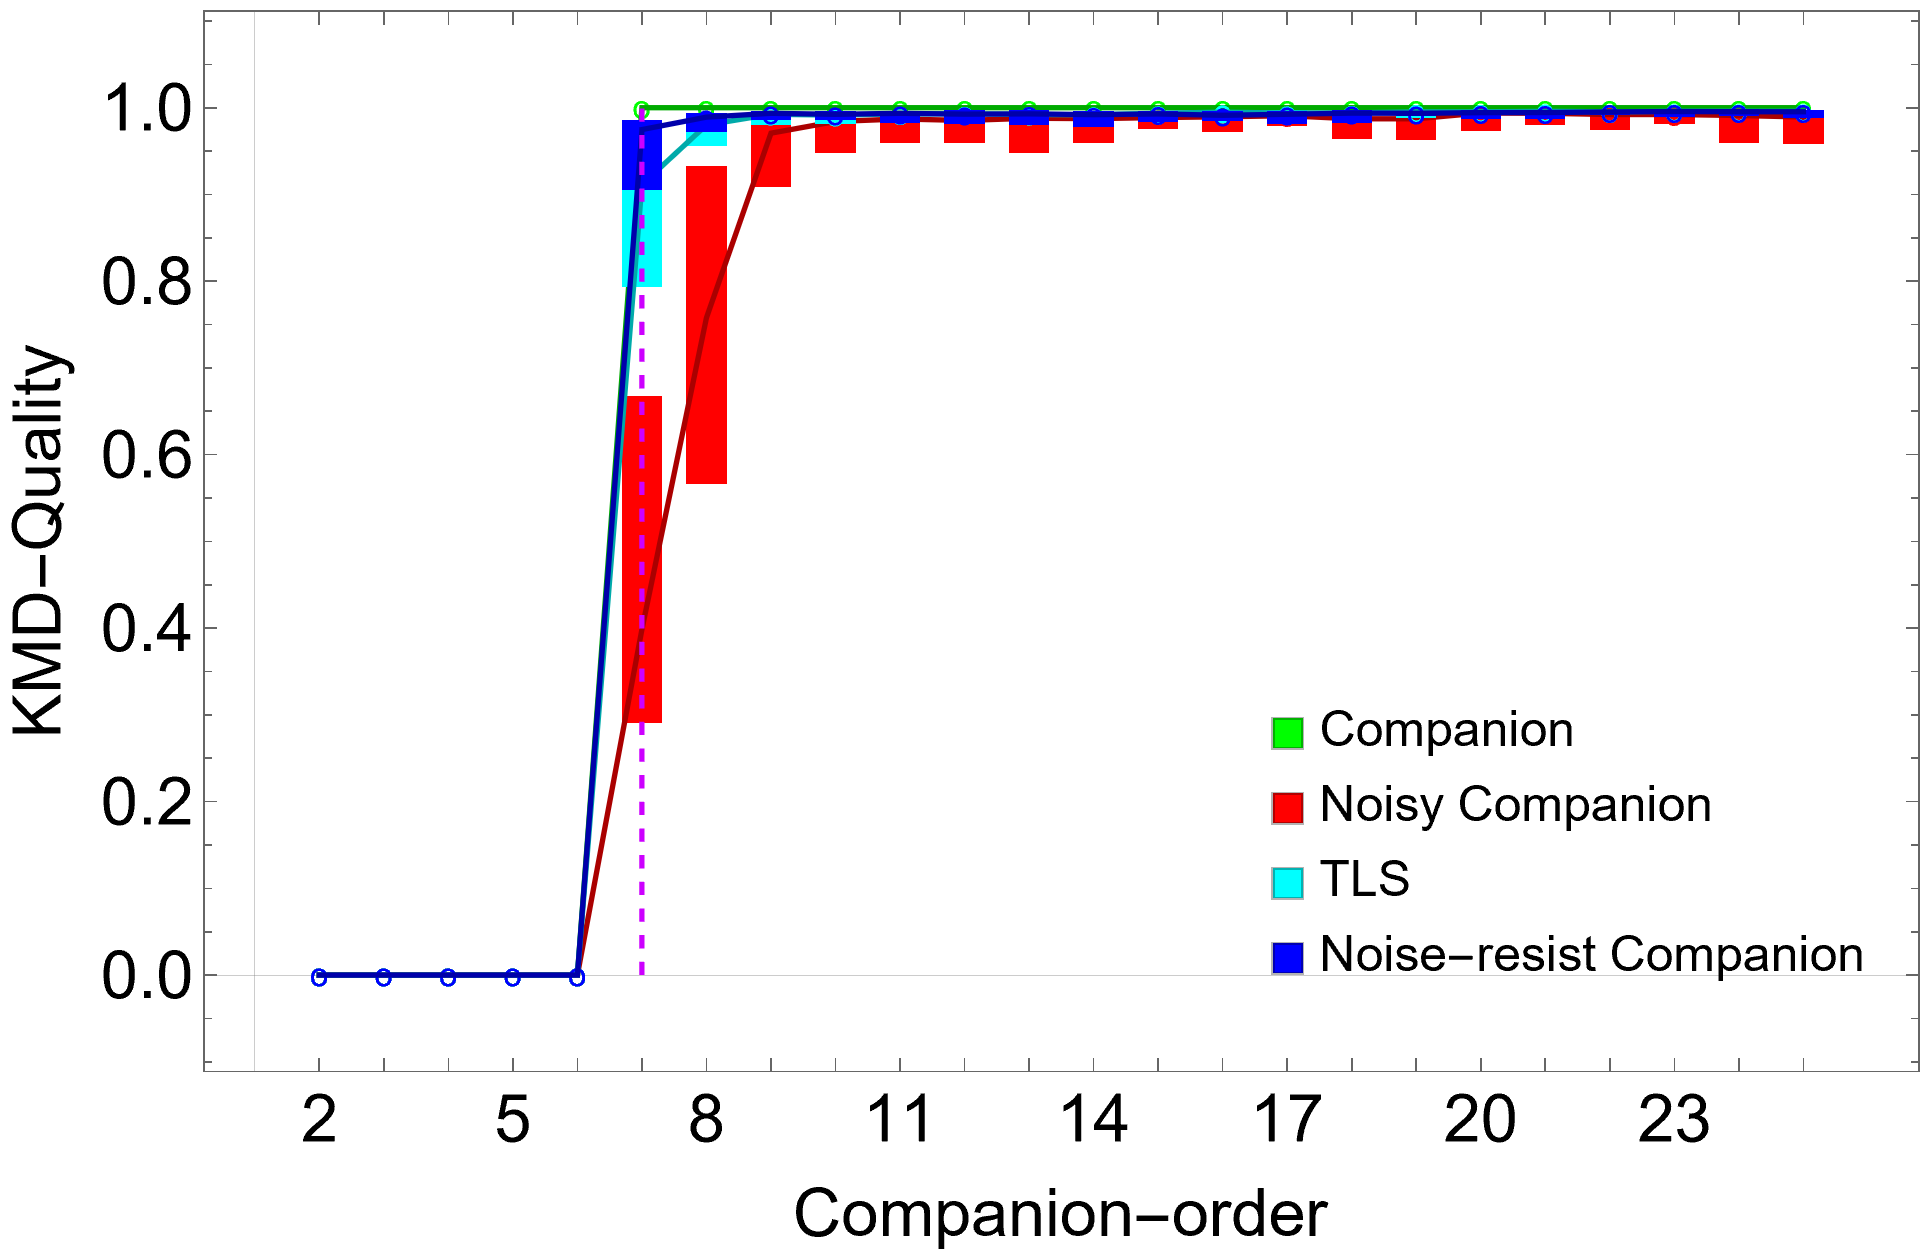 KMD-Quality
1.0
0.8
0.6
0.4
0.2
0.0
Companion
Noisy Companion
TLS
Noise-resist Companion
2 5 8 11 14 17 20 23
Companion-order